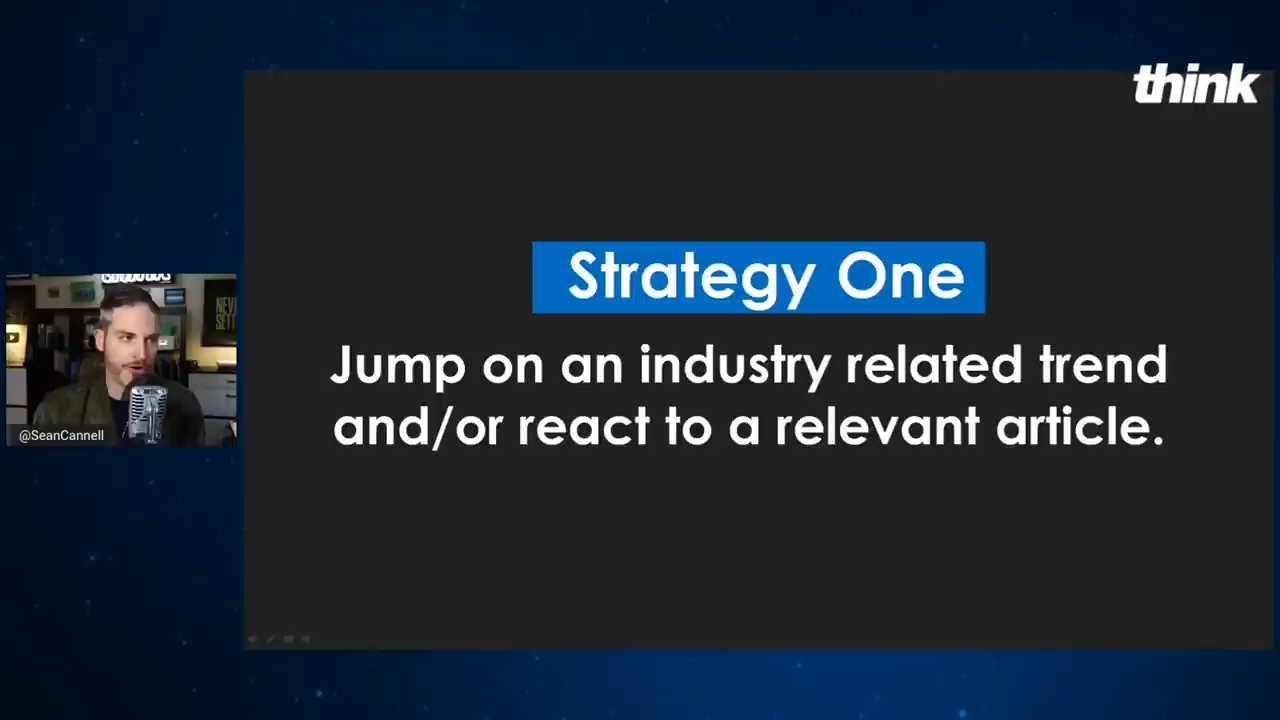 think
Strategy One
Jump on an industry related trend
and/or react to a relevant article.
@SeanCannell